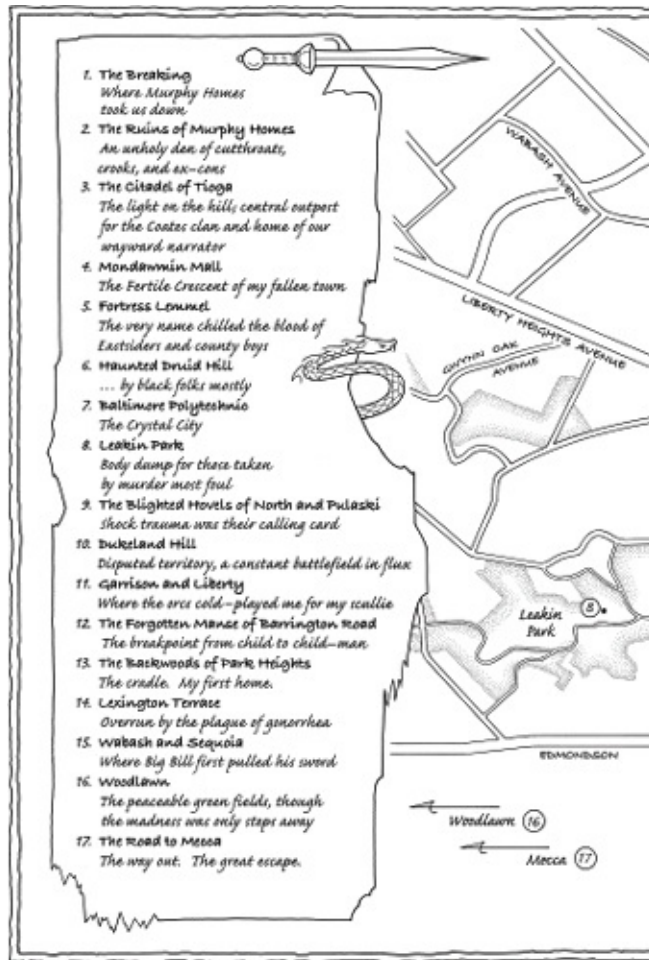 1. The Breaking
Where Murphy Homes
took us down
2. The Ruins of Murphy Homes
An unholy den of cutthroats,
crooks, and ex-cons
3. The Citadel of Tioga
The light on the hill; central outpost
for the Coates clan and home of our
wayward narrator
4. Mondawmin Mall
The Fertile Crescent of my fallen town
5. Fortress Lemmel
The very name chilled the blood of
Eastsiders and county boys
6. Haunted Druid Hill
... by black folks mostly
7. Baltimore Polytechnic
The Crystal City
8. Leakin Park
Body dump for those taken
by murder most foul
9. The Blighted Hovels of North and Pulaski
Shock trauma was their calling card
10. Dukeland Hill
Disputed territory, a constant battlefield in flux
11. Garrison and Liberty
Where the orcs cold-played me for my scullie
12. The Forgotten Manse of Barrington Road
The breakpoint from child to child-man
13. The Backwoods of Park Heights
The cradle. My first home.
14. Lexington Terrace
Overrun by the plague of gonorrhea
15. Wabash and Sequoia
Where Big Bill first pulled his sword
16. Woodlawn
The peaceable green fields, though
the madness was only steps away
17. The Road to Mecca
The way out. The great escape.
WABASH AVENUE
LIBERTY HEIGHTS AVENUE
GWYNN OAK
AVENUE
Leakin
Park
8
EDMONDSON
Woodlawn 16
Mecca 17